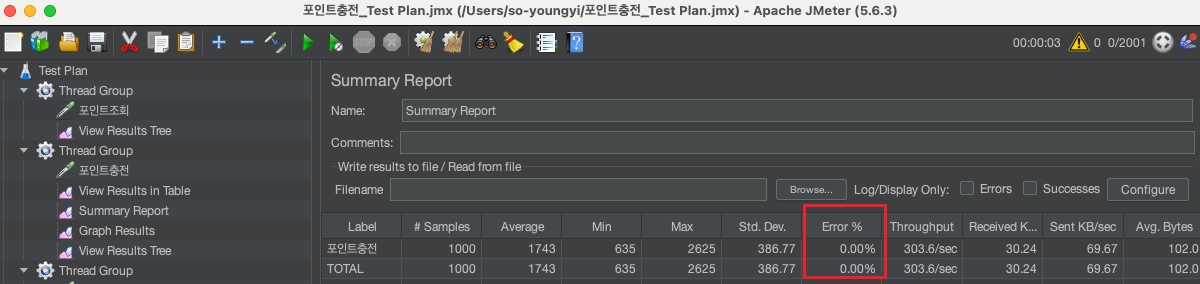 포인트충전_Test Plan.jmx (/Users/so-youngyi/포인트충전_Test Plan.jmx) - Apache JMeter (5.6.3)
00:00:03 0 0/2001
Test Plan
Thread Group
포인트조회
View Results Tree
Thread Group
포인트충전
View Results in Table
Summary Report
Graph Results
View Results Tree
Thread Group
Summary Report
Name: Summary Report
Comments:
Write results to file / Read from file
Filename Browse... Log/Display Only: Errors Successes Configure
Label # Samples Average Min Max Std. Dev. Error % Throughput Received K... Sent KB/sec Avg. Bytes
포인트충전 1000 1743 635 2625 386.77 0.00% 303.6/sec 30.24 69.67 102.0
TOTAL 1000 1743 635 2625 386.77 0.00% 303.6/sec 30.24 69.67 102.0